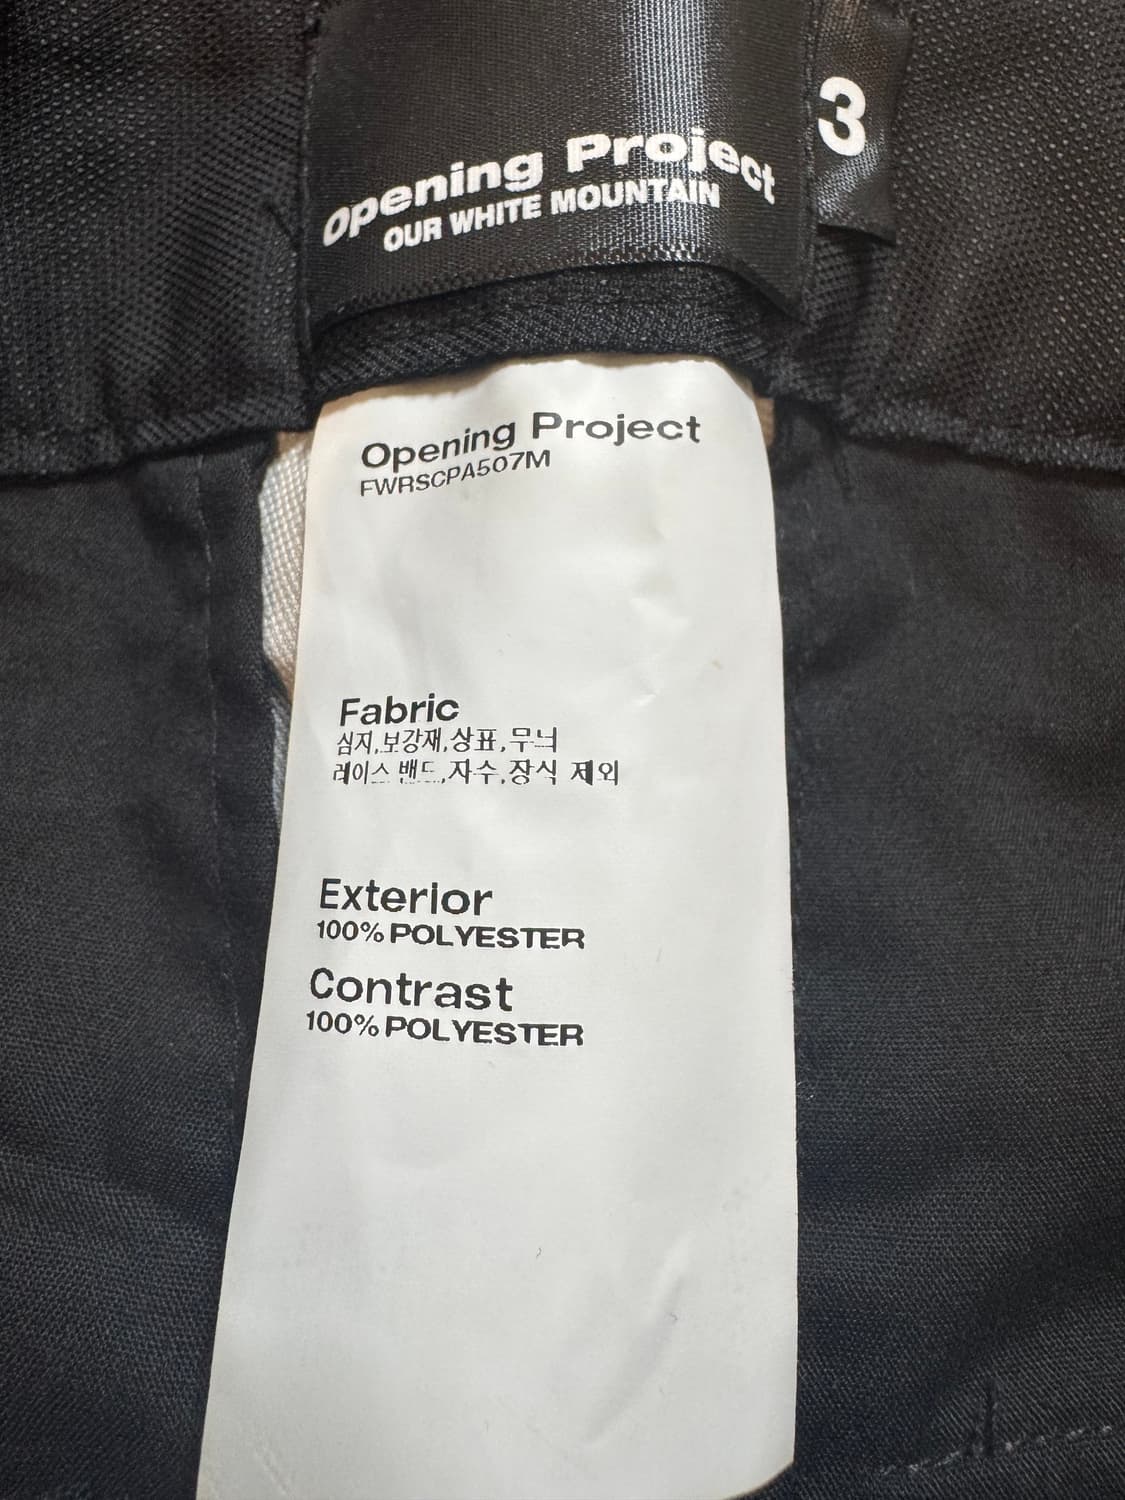 Opening Project
OUR WHITE MOUNTAIN
3
Opening Project
FWRSCPA507M
Fabric
심지,보강재,상표,무늬
레이스 밴드,자수,장식 제외
Exterior
100% POLYESTER
Contrast
100% POLYESTER